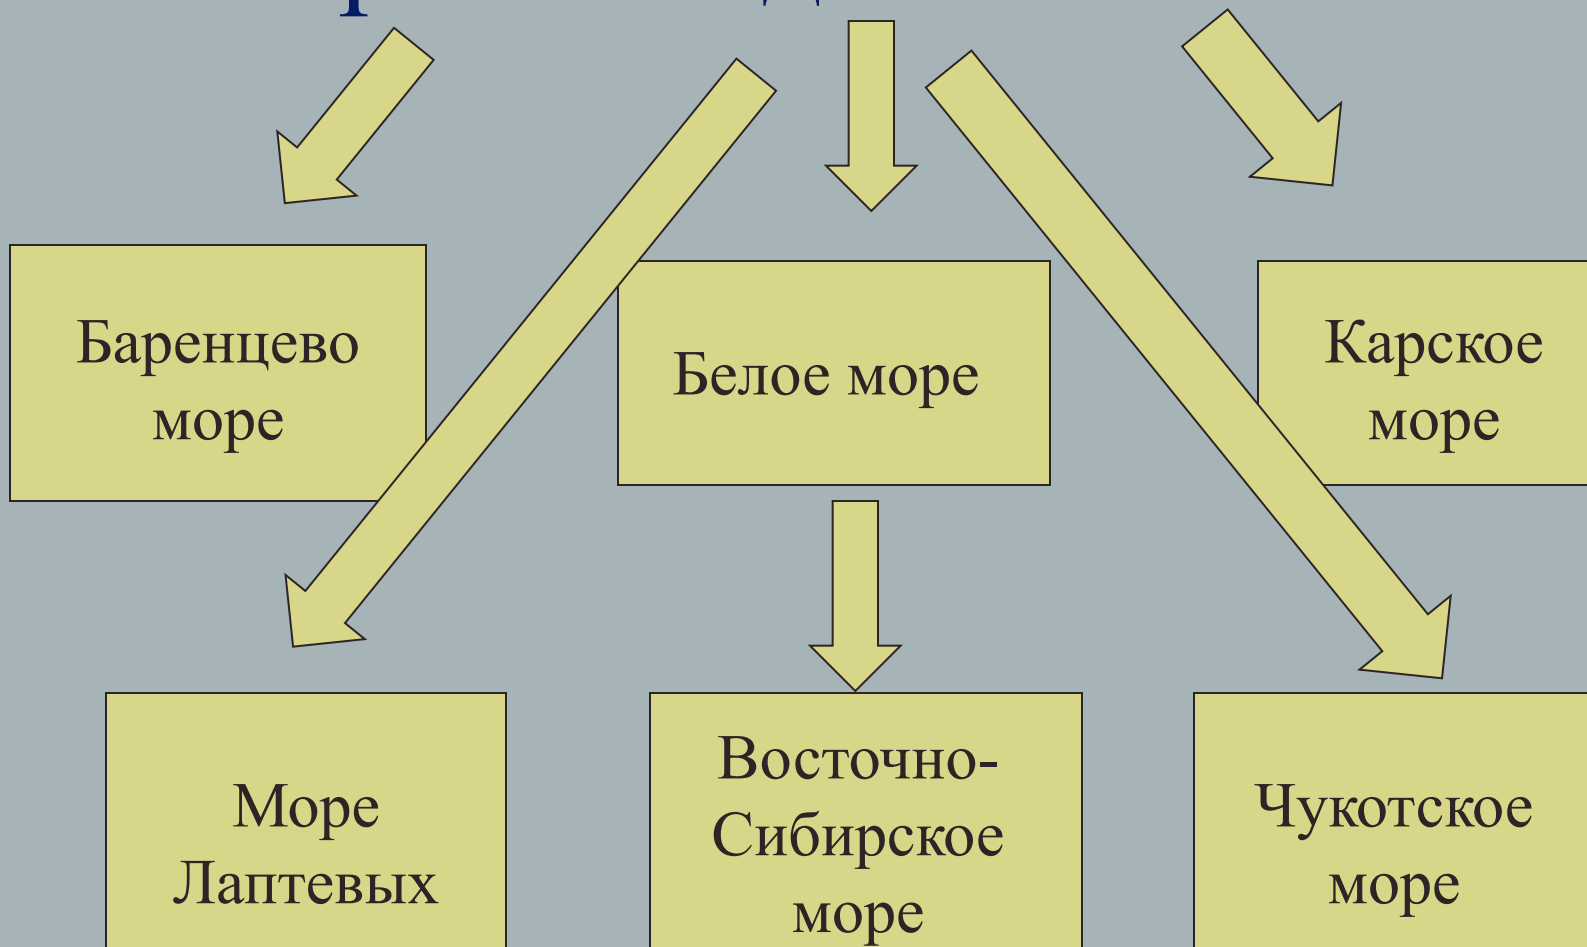 Баренцево
море
Белое море
Карское
море
Море
Лаптевых
Восточно-
Сибирское
море
Чукотское
море